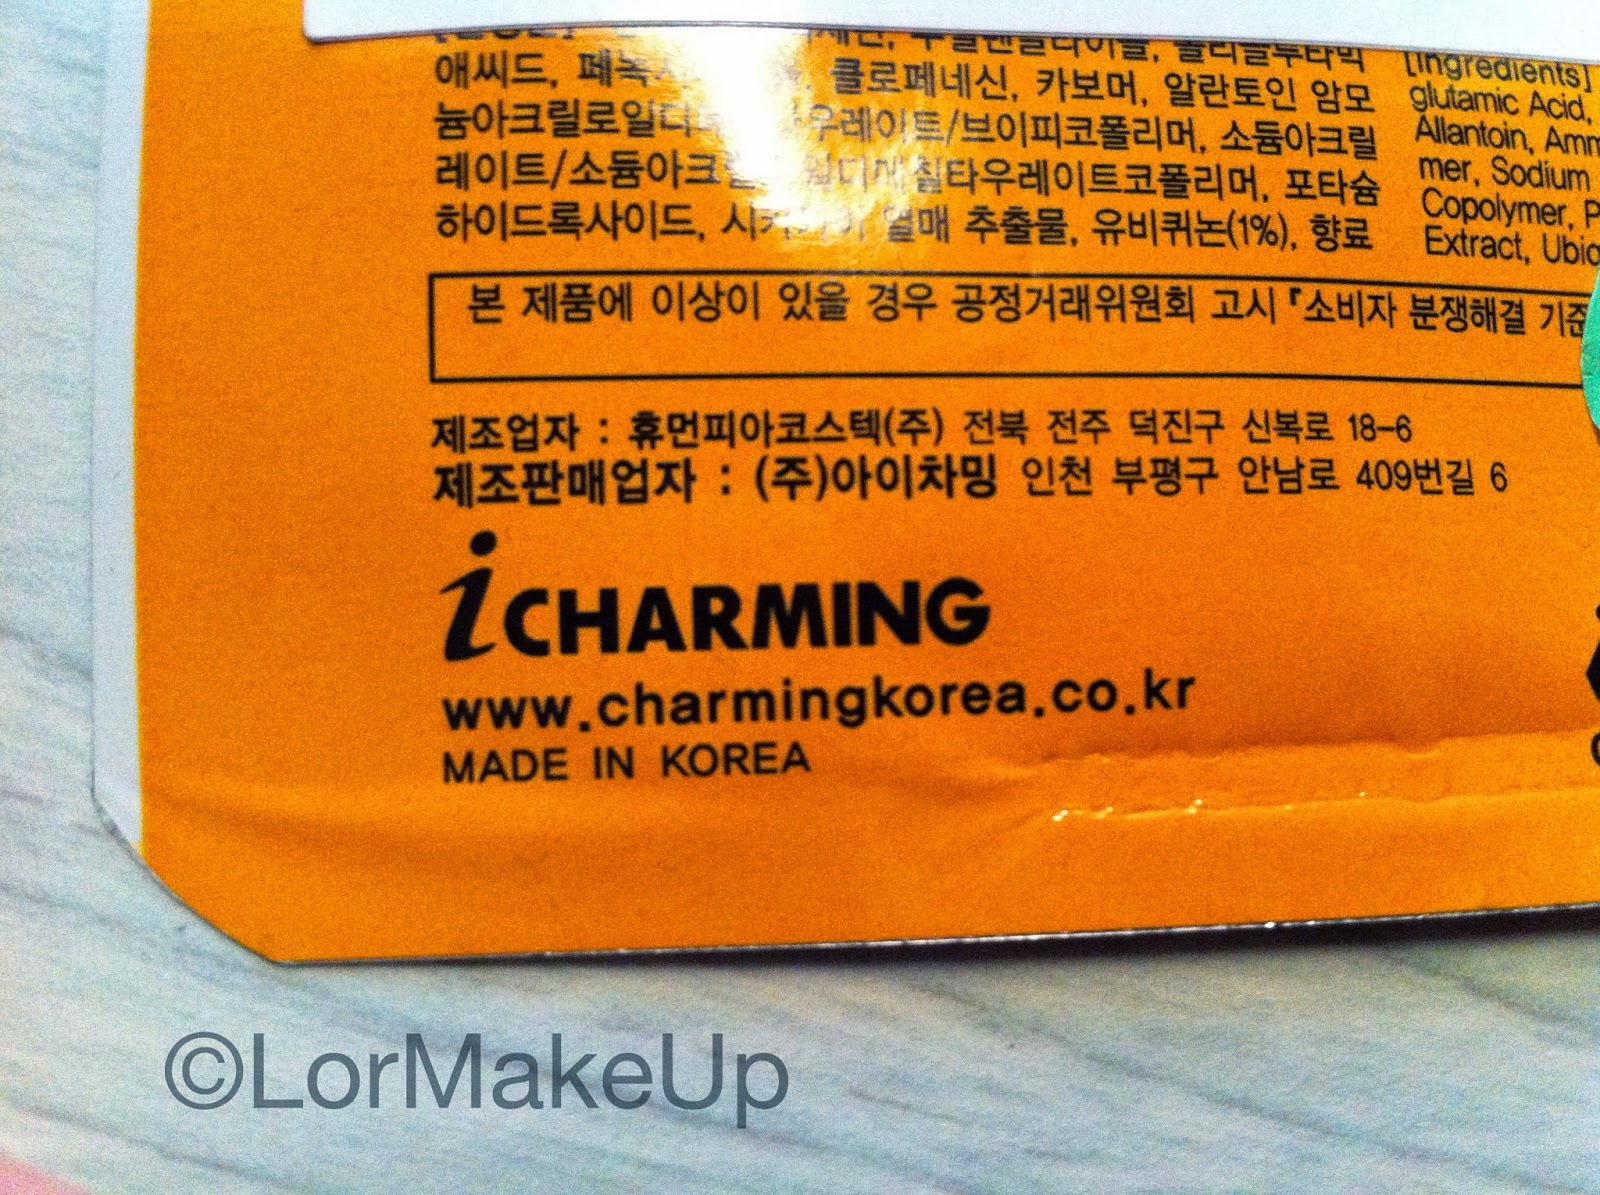 애씨드, 클로페네신, 카보머, 알란토인 암모
늄아크릴로일디 우레이트/브이피코폴리머, 소듐아크릴
레이트/소듐아크릴 칠타우레이트코폴리머, 포타슘
하이드록사이드, 열매 추출물, 유비퀴논(1%), 향료
[Ingredients]
glutamic Acid,
Allantoin, Amm
mer, Sodium
Copolymer, P
Extract, Ubiq
본 제품에 이상이 있을 경우 공정거래위원회 고시 『소비자 분쟁해결 기준
제조업자 : 휴먼피아코스텍(주) 전북 전주 덕진구 신복로 18-6
제조판매업자 : (주)아이차밍 인천 부평구 안남로 409번길 6
iCHARMING
www.charmingkorea.co.kr
MADE IN KOREA
©LorMakeUp